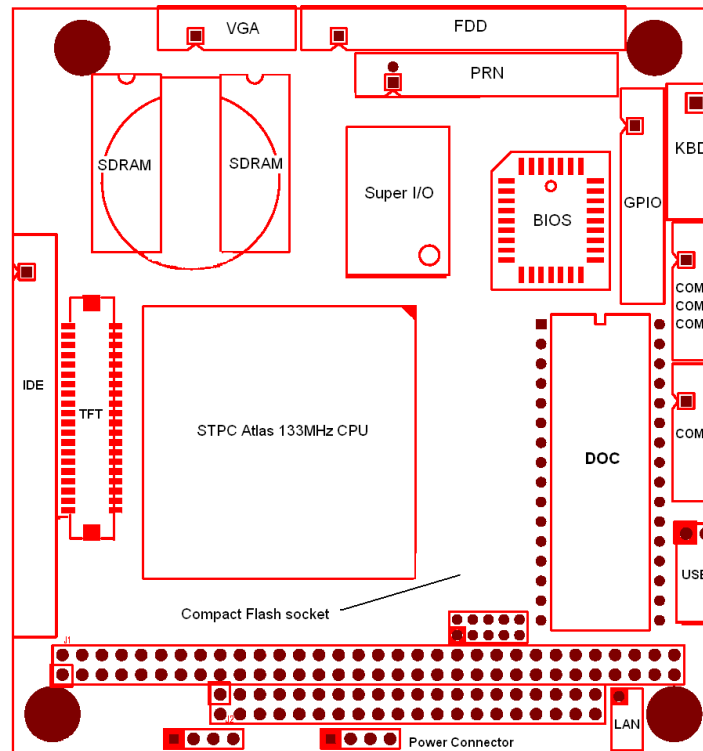 VGA
FDD
PRN
KBD
SDRAM
SDRAM
Super I/O
BIOS
GPIO
COM
COM
COM
IDE
TFT
STPC Atlas 133MHz CPU
DOC
COM
USB
Compact Flash socket
J1
J2
LAN
Power Connector